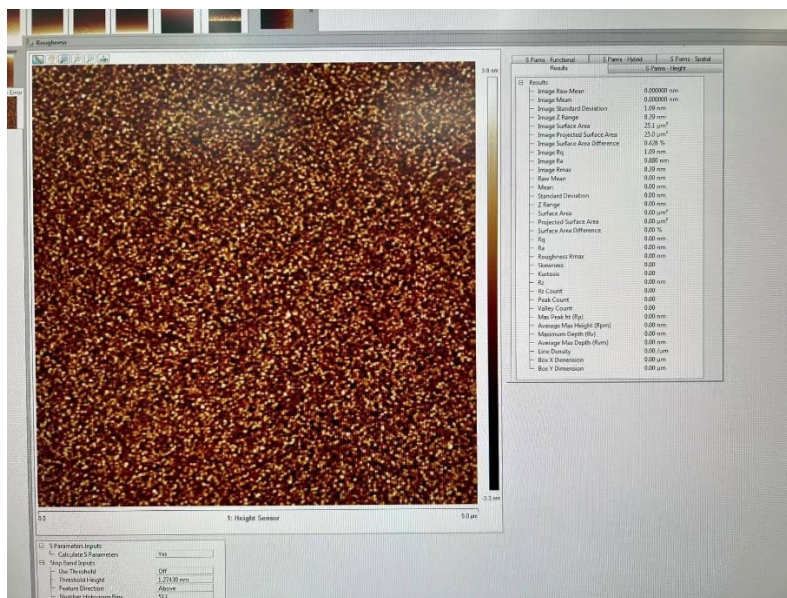 Roughness
3.0 nm
-3.3 nm
0.0
1: Height Sensor
5.0 µm
S Parms - Functional
S Parms - Hybrid
S Parms - Spatial
Results
S Parms - Height
Results
Image Raw Mean 0.000000 nm
Image Mean 0.000000 nm
Image Standard Deviation 1.09 nm
Image Z Range 8.39 nm
Image Surface Area 25.1 µm²
Image Projected Surface Area 25.0 µm²
Image Surface Area Difference 0.428 %
Image Rq 1.09 nm
Image Ra 0.880 nm
Image Rmax 8.39 nm
Raw Mean 0.00 nm
Mean 0.00 nm
Standard Deviation 0.00 nm
Z Range 0.00 nm
Surface Area 0.00 µm²
Projected Surface Area 0.00 µm²
Surface Area Difference 0.00 %
Rq 0.00 nm
Ra 0.00 nm
Roughness Rmax 0.00 nm
Skewness 0.00
Kurtosis 0.00
Rz 0.00 nm
Rz Count 0.00
Peak Count 0.00
Valley Count 0.00
Max Peak ht (Rp) 0.00 nm
Average Max Height (Rpm) 0.00 nm
Maximum Depth (Rv) 0.00 nm
Average Max Depth (Rvm) 0.00 nm
Line Density 0.00 /µm
Box X Dimension 0.00 µm
Box Y Dimension 0.00 µm
S Parameters Inputs
Calculate S Parameters Yes
Stop Band Inputs
Use Threshold Off
Threshold Height 1.27430 nm
Feature Direction Above
Number Histogram Bins 512
Error